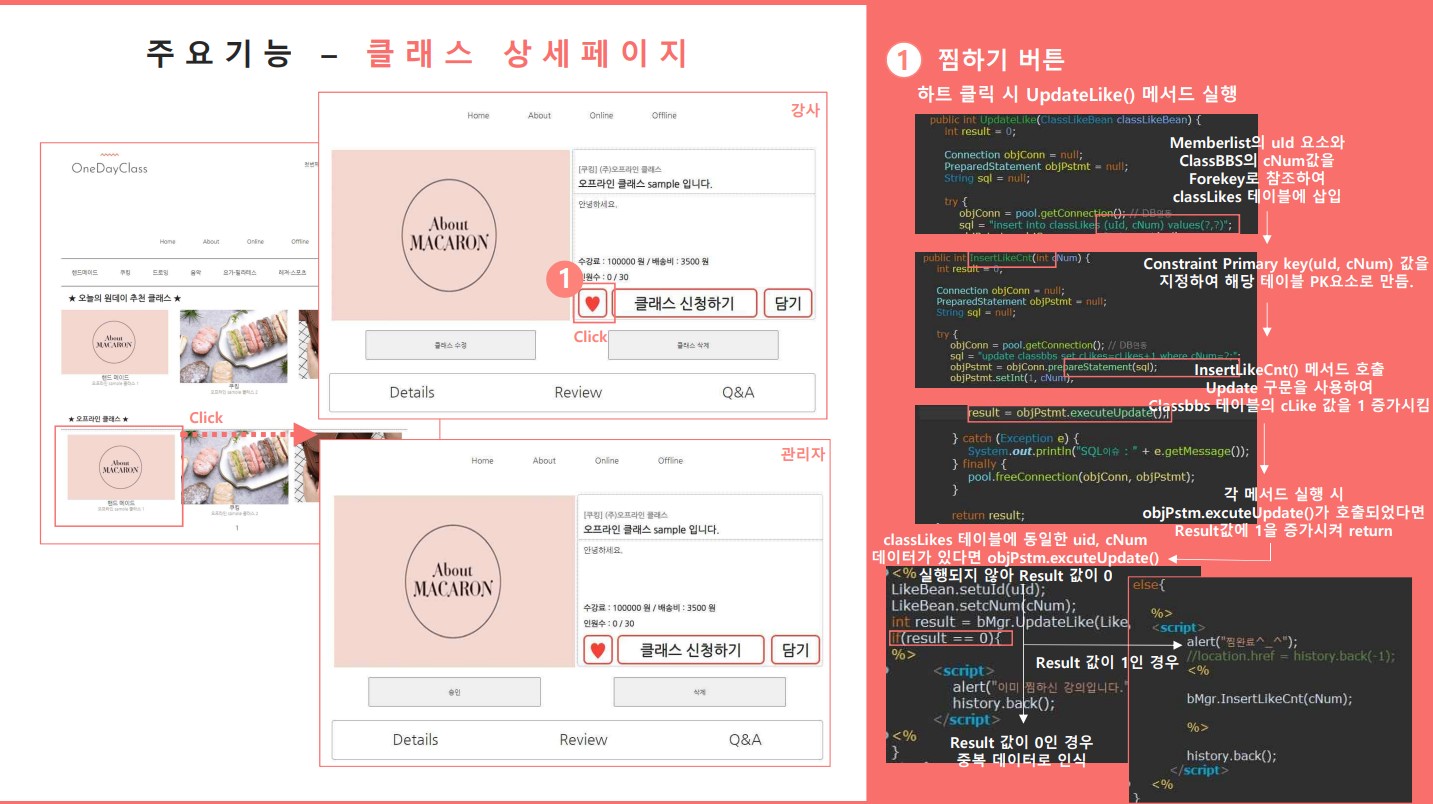 주요기능 – 클래스 상세페이지
OneDayClass
Home About Online Offline
핸드메이드 쿠킹 드로잉 음악 요가·필라테스 레저·스포츠
★ 오늘의 원데이 추천 클래스 ★
About
MACARON
핸드 메이드
오프라인 sample 클래스 1
쿠킹
오프라인 sample 클래스 2
★ 오프라인 클래스 ★
Click
About
MACARON
핸드 메이드
오프라인 sample 클래스 1
쿠킹
오프라인 sample 클래스 2
1
강사
Home About Online Offline
About
MACARON
[쿠킹] (주)오프라인 클래스
오프라인 클래스 sample 입니다.
안녕하세요.
수강료 : 100000 원 / 배송비 : 3500 원
인원수 : 0 / 30
1
클래스 신청하기 담기
Click
클래스 수정 클래스 삭제
Details Review Q&A
관리자
Home About Online Offline
About
MACARON
[쿠킹] (주)오프라인 클래스
오프라인 클래스 sample 입니다.
안녕하세요.
수강료 : 100000 원 / 배송비 : 3500 원
인원수 : 0 / 30
클래스 신청하기 담기
승인 삭제
Details Review Q&A
1 찜하기 버튼
하트 클릭 시 UpdateLike() 메서드 실행
public int UpdateLike(ClassLikeBean classLikeBean) {
int result = 0;
Connection objConn = null;
PreparedStatement objPstmt = null;
String sql = null;
try {
objConn = pool.getConnection(); // DB연동
sql = "insert into classLikes (uId, cNum) values(?,?)";
Memberlist의 uId 요소와
ClassBBS의 cNum값을
Forekey로 참조하여
classLikes 테이블에 삽입
public int InsertLikeCnt(int cNum) {
int result = 0;
Connection objConn = null;
PreparedStatement objPstmt = null;
String sql = null;
try {
objConn = pool.getConnection(); // DB연동
sql = "update classbbs set cLikes=cLikes+1 where cNum=?;";
objPstmt = objConn.prepareStatement(sql);
objPstmt.setInt(1, cNum);
Constraint Primary key(uId, cNum) 값을
지정하여 해당 테이블 PK요소로 만듬.
InsertLikeCnt() 메서드 호출
Update 구문을 사용하여
Classbbs 테이블의 cLike 값을 1 증가시킴
result = objPstmt.executeUpdate();
} catch (Exception e) {
System.out.println("SQL이슈 : " + e.getMessage());
} finally {
pool.freeConnection(objConn, objPstmt);
}
return result;
각 메서드 실행 시
objPstm.excuteUpdate()가 호출되었다면
Result값에 1을 증가시켜 return
classLikes 테이블에 동일한 uid, cNum
데이터가 있다면 objPstm.excuteUpdate()
실행되지 않아 Result 값이 0
<%
LikeBean.setuId(uId);
LikeBean.setcNum(cNum);
int result = bMgr.UpdateLike(Like,
if(result == 0){
%>
<script>
alert("이미 찜하신 강의입니다."
history.back();
</script>
<%
}
Result 값이 0인 경우
중복 데이터로 인식
Result 값이 1인 경우
else{
%>
<script>
alert("찜완료^_^");
//location.href = history.back(-1);
<%
bMgr.InsertLikeCnt(cNum);
%>
history.back();
</script>
<%
}